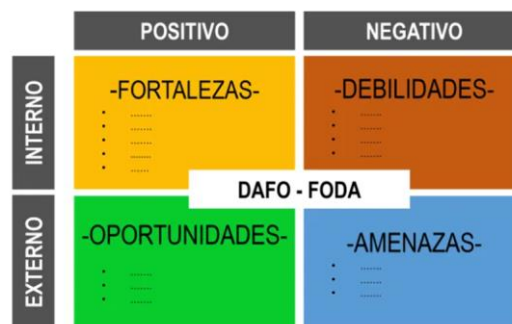 POSITIVO
NEGATIVO
INTERNO
-FORTALEZAS-
• .......
• .......
• .......
• .......
• ......
-DEBILIDADES-
• .......
• .......
• .......
• .......
• .......
DAFO - FODA
EXTERNO
-OPORTUNIDADES-
• .......
• .......
• .......
-AMENAZAS-
• .......
• .......
• .......